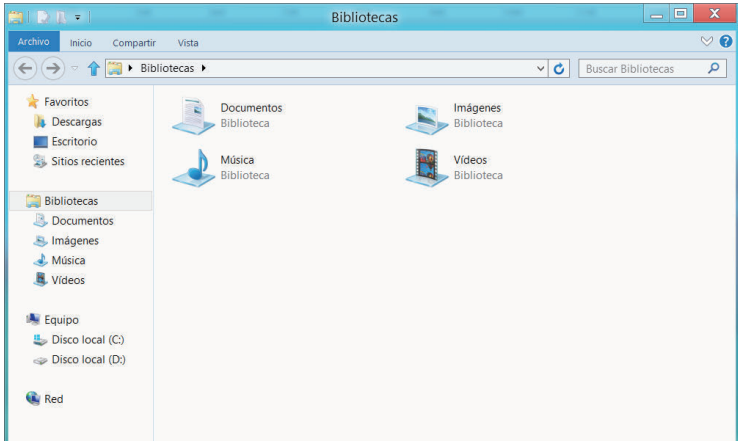 Bibliotecas
Archivo Inicio Compartir Vista
Bibliotecas Buscar Bibliotecas
Favoritos
Descargas
Escritorio
Sitios recientes
Bibliotecas
Documentos
Imágenes
Música
Vídeos
Equipo
Disco local (C:)
Disco local (D:)
Red
Documentos
Biblioteca
Imágenes
Biblioteca
Música
Biblioteca
Vídeos
Biblioteca